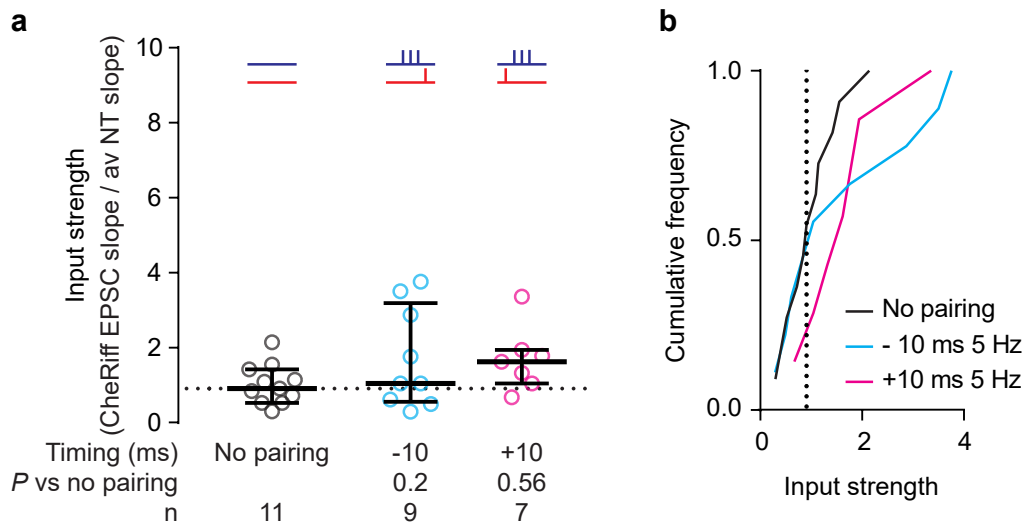 a
Input strength
(CheRiff EPSC slope / av NT slope)
10
8
6
4
2
0
Timing (ms) No pairing -10 +10
P vs no pairing 0.2 0.56
n 11 9 7
b
Cumulative frequency
1.0
0.5
0.0
0 2 4
Input strength
No pairing
- 10 ms 5 Hz
+10 ms 5 Hz